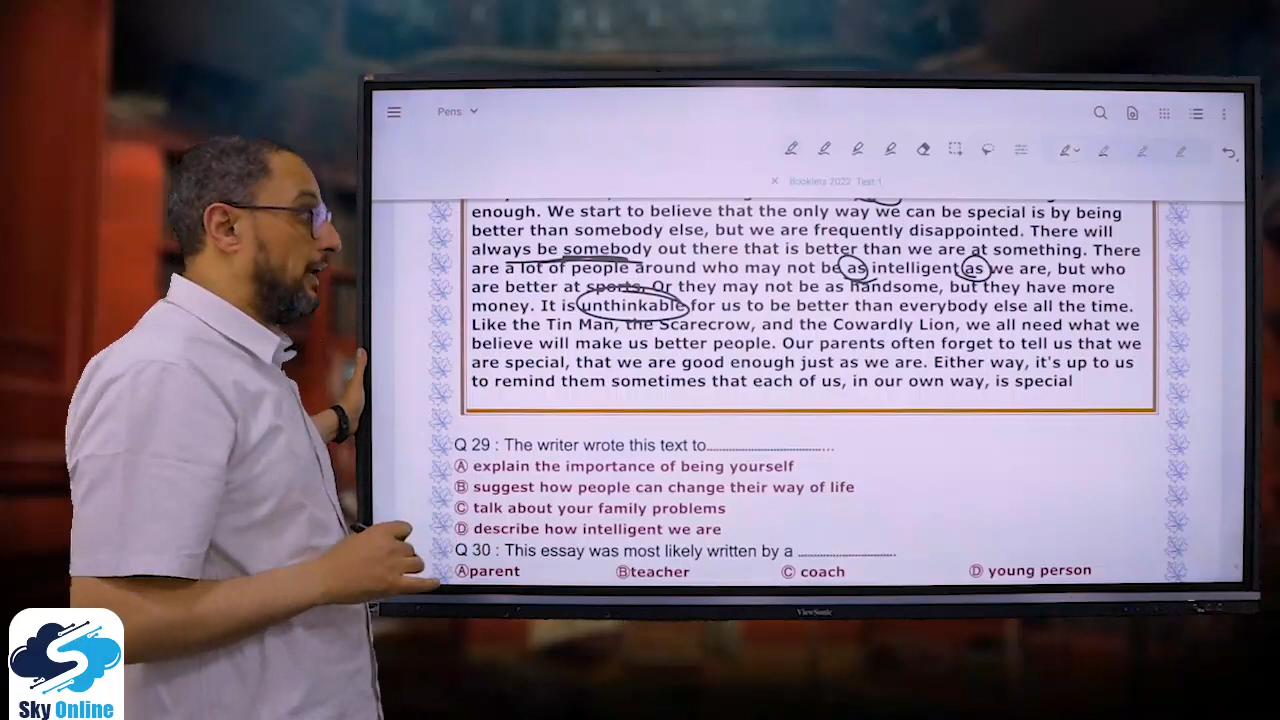 Pens
Booklets 2022 Test 1
enough. We start to believe that the only way we can be special is by being
better than somebody else, but we are frequently disappointed. There will
always be somebody out there that is better than we are at something. There
are a lot of people around who may not be as intelligent as we are, but who
are better at sports. Or they may not be as handsome, but they have more
money. It is unthinkable for us to be better than everybody else all the time.
Like the Tin Man, the Scarecrow, and the Cowardly Lion, we all need what we
believe will make us better people. Our parents often forget to tell us that we
are special, that we are good enough just as we are. Either way, it's up to us
to remind them sometimes that each of us, in our own way, is special
Q 29 : The writer wrote this text to..............................
Ⓐ explain the importance of being yourself
Ⓑ suggest how people can change their way of life
Ⓒ talk about your family problems
Ⓓ describe how intelligent we are
Q 30 : This essay was most likely written by a ........................
Ⓐparent Ⓑteacher Ⓒ coach Ⓓ young person
ViewSonic
Sky Online